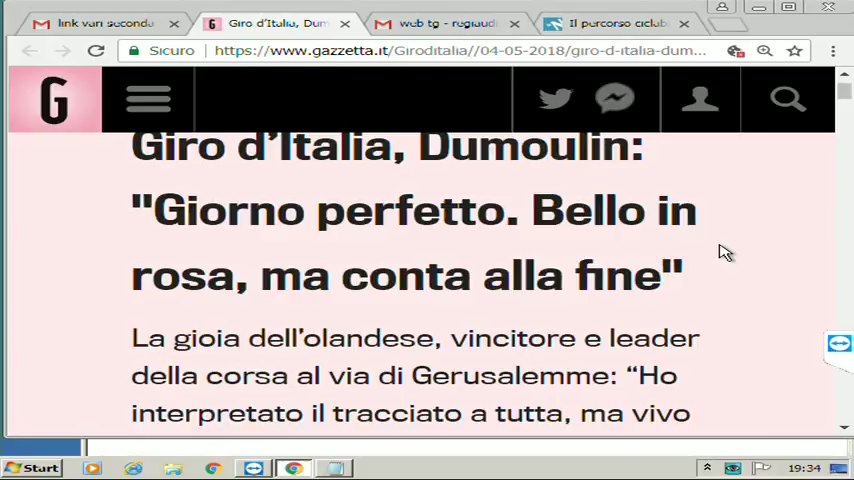 link vari seconda
Giro d'Italia, Dum
web tg - regiaudi
Il percorso ciclab
Sicuro
https://www.gazzetta.it/Giroditalia//04-05-2018/giro-d-italia-dum...
G
Giro d'Italia, Dumoulin:
"Giorno perfetto. Bello in
rosa, ma conta alla fine"
La gioia dell'olandese, vincitore e leader
della corsa al via di Gerusalemme: “Ho
interpretato il tracciato a tutta, ma vivo
Start
19:34